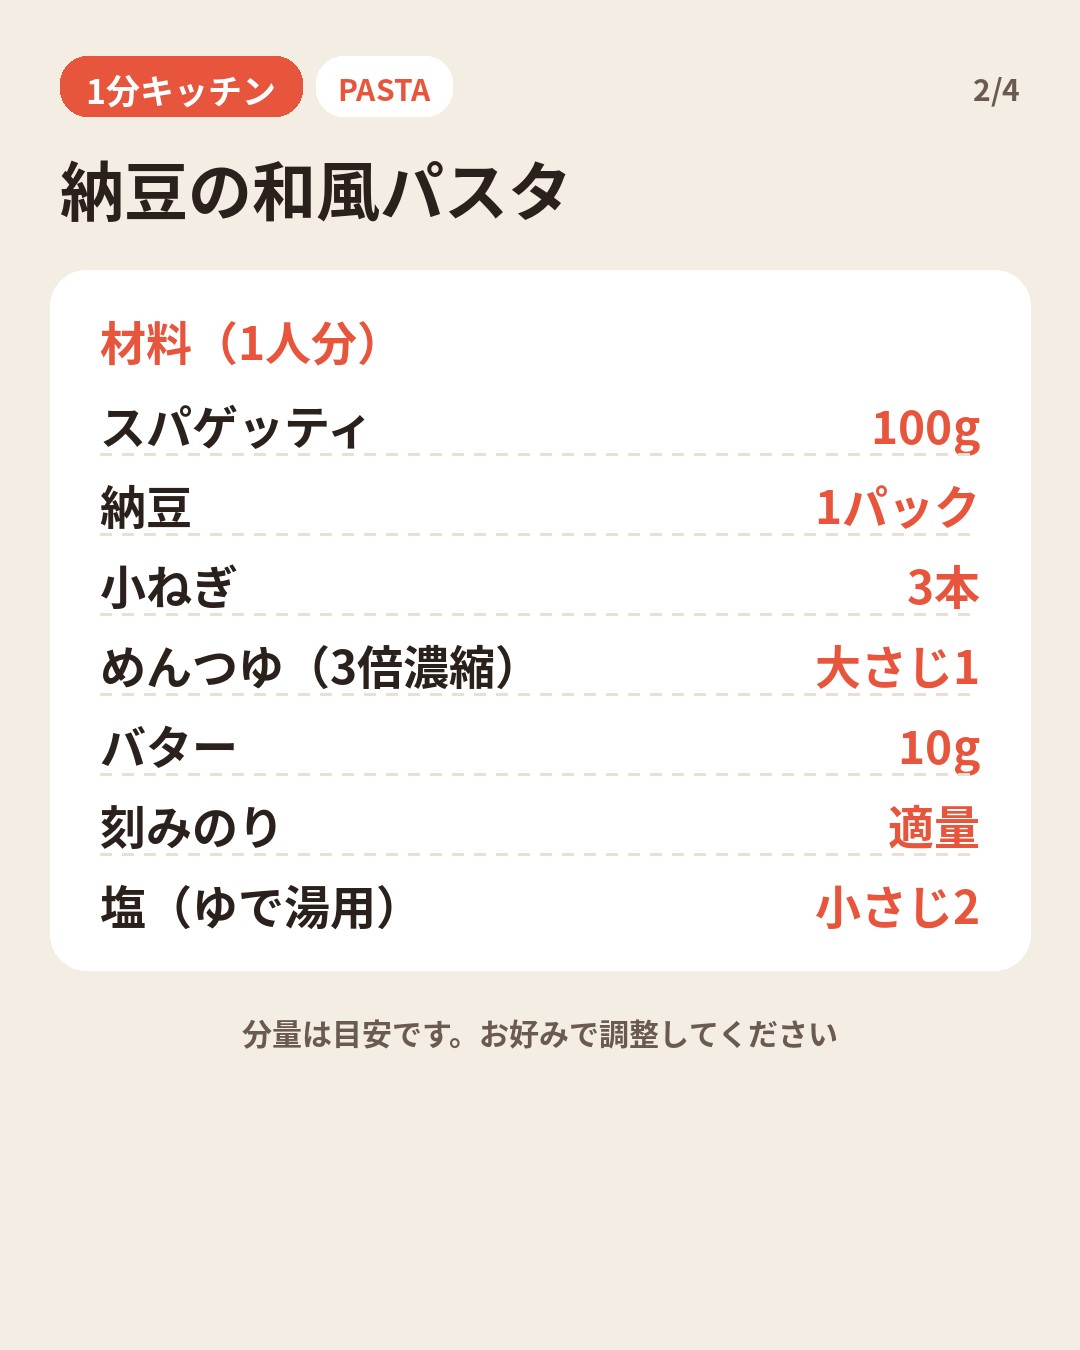 1分キッチン PASTA 2/4
納豆の和風パスタ
材料（1人分）
スパゲッティ 100g
納豆 1パック
小ねぎ 3本
めんつゆ（3倍濃縮） 大さじ1
バター 10g
刻みのり 適量
塩（ゆで湯用） 小さじ2
分量は目安です。お好みで調整してください